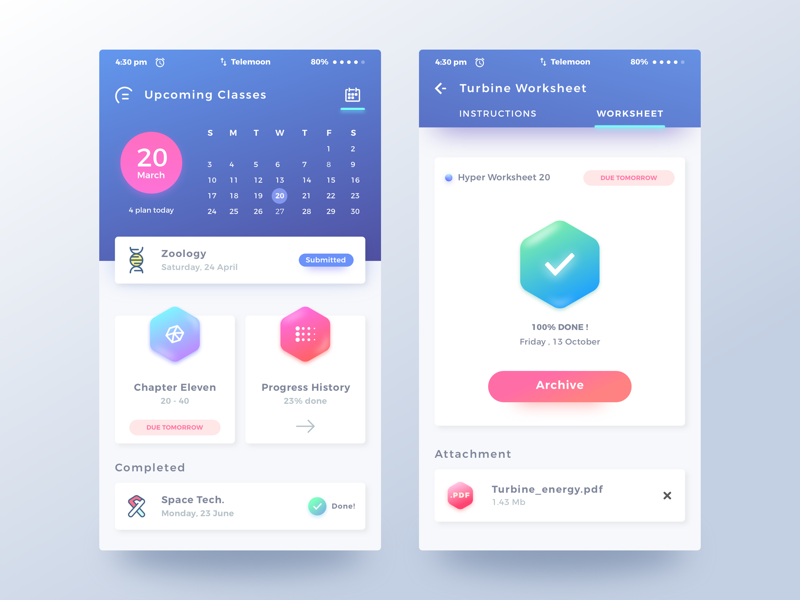 4:30 pm Telemoon 80%
Upcoming Classes
S M T W T F S
1 2
3 4 5 6 7 8 9
10 11 12 13 14 15 16
17 18 19 20 21 22 23
24 25 26 27 28 29 30
20
March
4 plan today
Zoology
Saturday, 24 April
Submitted
Chapter Eleven
20 - 40
DUE TOMORROW
Progress History
23% done
Completed
Space Tech.
Monday, 23 June
Done!
4:30 pm Telemoon 80%
Turbine Worksheet
INSTRUCTIONS WORKSHEET
Hyper Worksheet 20 DUE TOMORROW
100% DONE !
Friday , 13 October
Archive
Attachment
.PDF
Turbine_energy.pdf
1.43 Mb